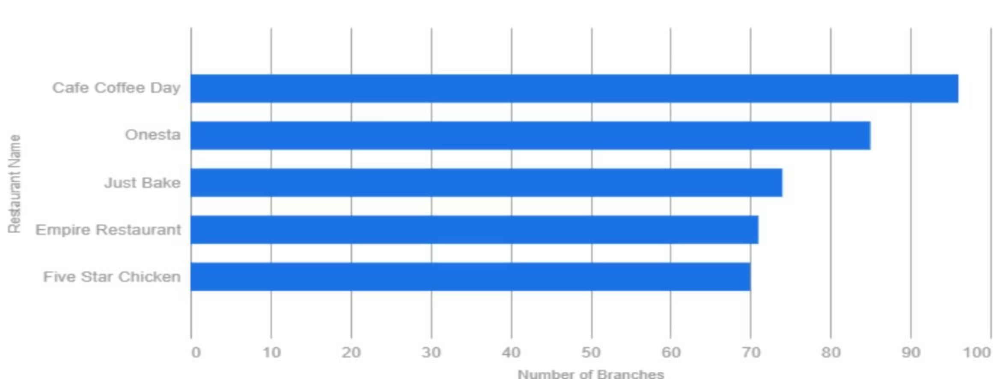 Restaurant Name
Cafe Coffee Day
Onesta
Just Bake
Empire Restaurant
Five Star Chicken
0 10 20 30 40 50 60 70 80 90 100
Number of Branches